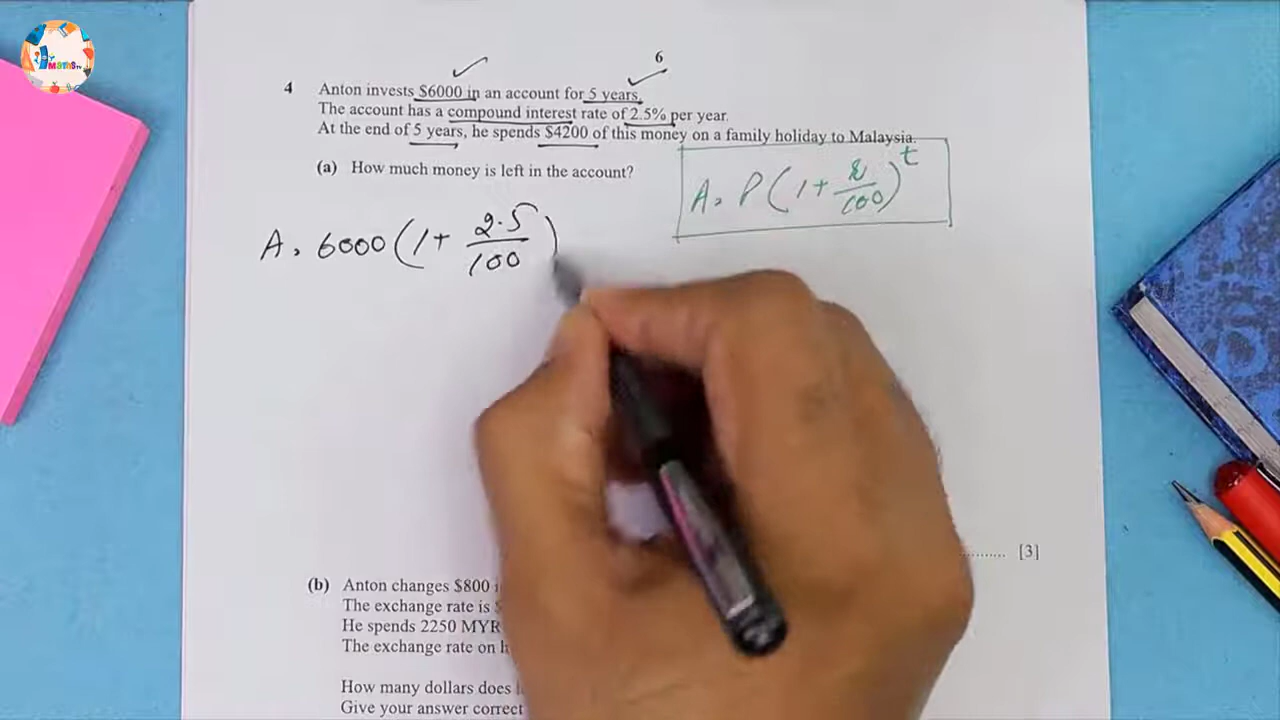 MATHS TV
6
4 Anton invests $6000 in an account for 5 years.
The account has a compound interest rate of 2.5% per year.
At the end of 5 years, he spends $4200 of this money on a family holiday to Malaysia.
(a) How much money is left in the account?
A = P(1 + r/100)^t
A = 6000(1 + 2.5/100)
........... [3]
(b) Anton changes $800
The exchange rate is
He spends 2250 MYR
The exchange rate on
How many dollars does
Give your answer correct